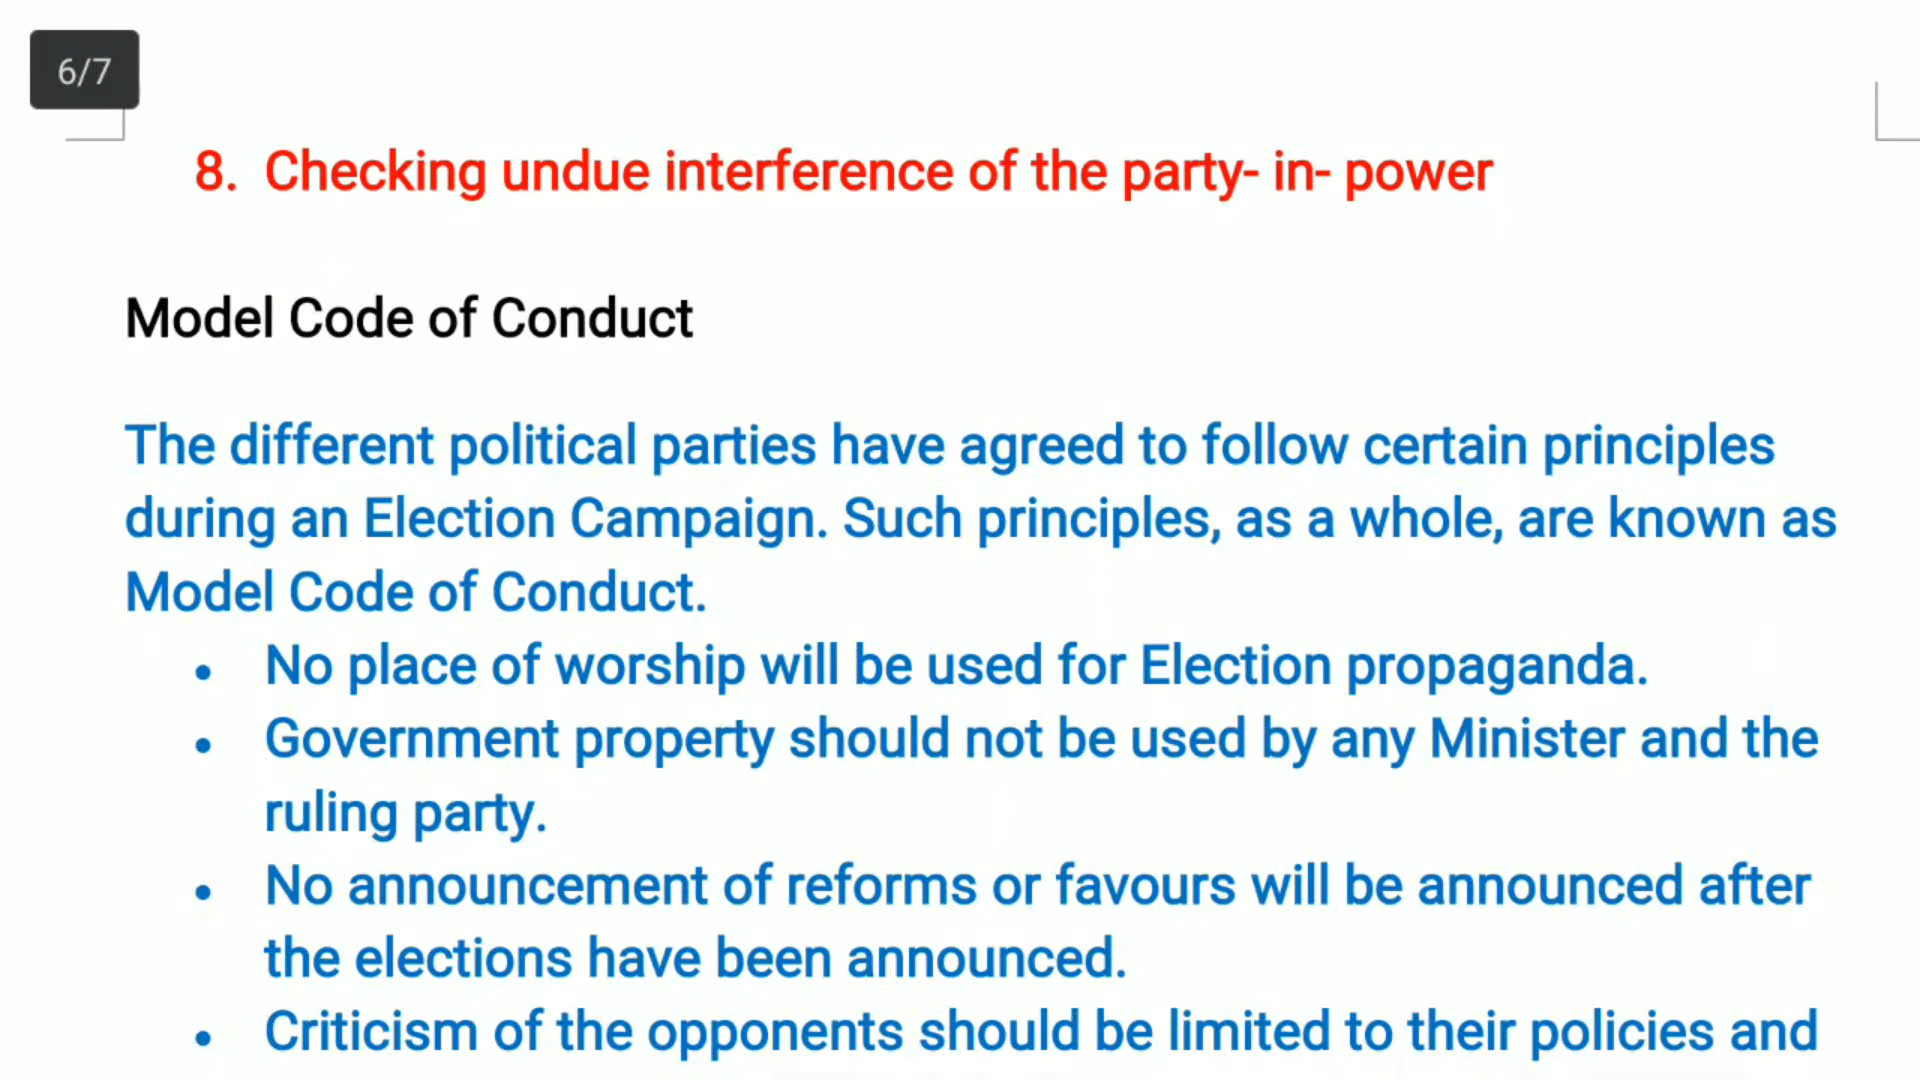 6/7
8. Checking undue interference of the party- in- power
Model Code of Conduct
The different political parties have agreed to follow certain principles
during an Election Campaign. Such principles, as a whole, are known as
Model Code of Conduct.
• No place of worship will be used for Election propaganda.
• Government property should not be used by any Minister and the
ruling party.
• No announcement of reforms or favours will be announced after
the elections have been announced.
• Criticism of the opponents should be limited to their policies and